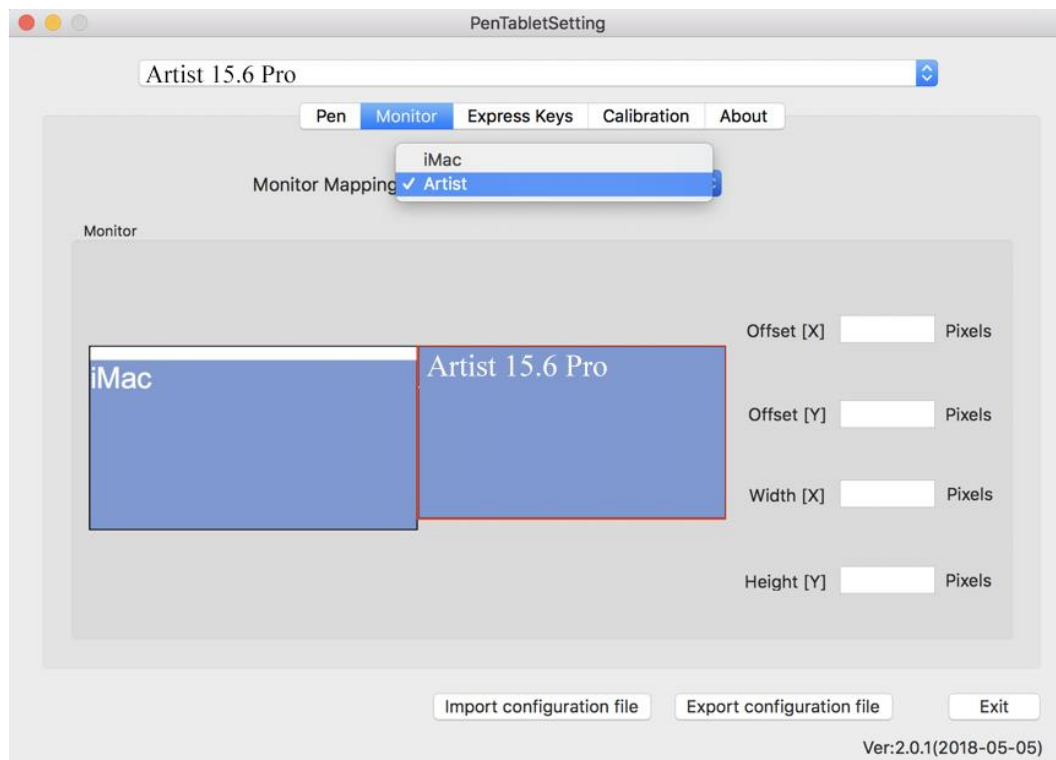 PenTabletSetting
Artist 15.6 Pro
Pen Monitor Express Keys Calibration About
iMac
Monitor Mapping ✓ Artist
Monitor
Offset [X] Pixels
iMac
Artist 15.6 Pro
Offset [Y] Pixels
Width [X] Pixels
Height [Y] Pixels
Import configuration file Export configuration file Exit
Ver:2.0.1(2018-05-05)